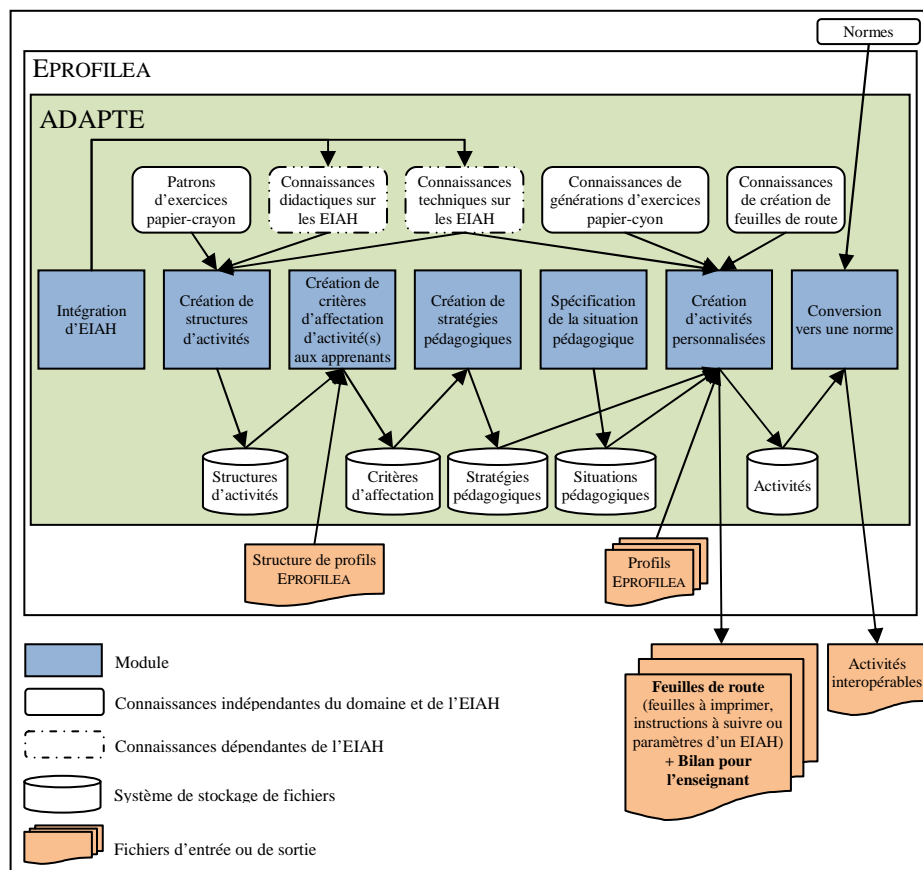 Normes
EPROFILEA
ADAPTE
Patrons
d'exercices
papier-crayon
Connaissances
didactiques sur
les EIAH
Connaissances
techniques sur
les EIAH
Connaissances de
générations d'exercices
papier-cyon
Connaissances
de création de
feuilles de route
Intégration
d'EIAH
Création de
structures
d'activités
Création de
critères
d'affectation
d'activité(s)
aux apprenants
Création de
stratégies
pédagogiques
Spécification
de la situation
pédagogique
Création
d'activités
personnalisées
Conversion
vers une norme
Structures
d'activités
Critères
d'affectation
Stratégies
pédagogiques
Situations
pédagogiques
Activités
Structure de profils
EPROFILEA
Profils
EPROFILEA
Module
Connaissances indépendantes du domaine et de l'EIAH
Connaissances dépendantes de l'EIAH
Système de stockage de fichiers
Fichiers d'entrée ou de sortie
Feuilles de route
(feuilles à imprimer,
instructions à suivre ou
paramètres d'un EIAH)
+ Bilan pour
l'enseignant
Activités
interopérables